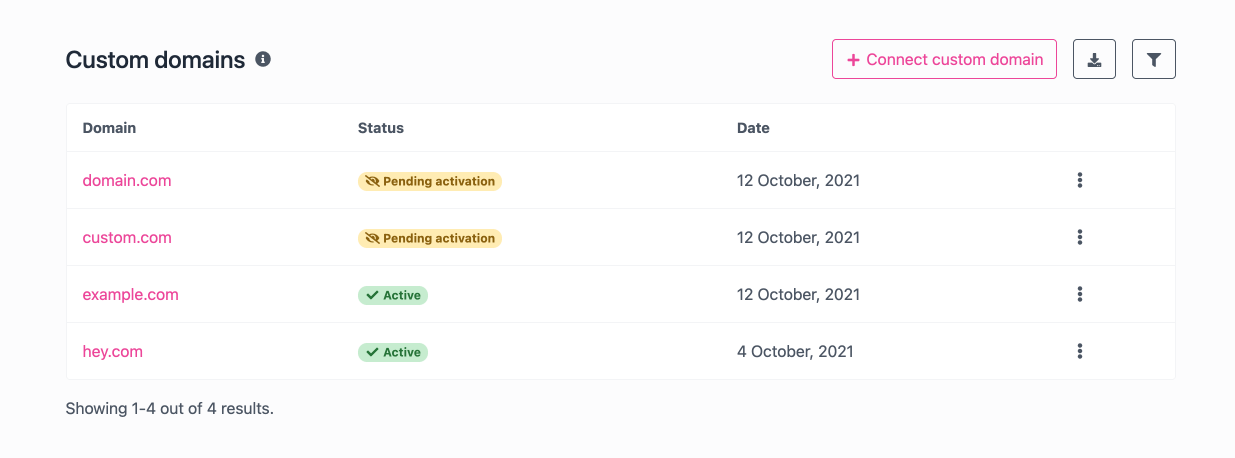 Custom domains
+ Connect custom domain
Domain Status Date
domain.com Pending activation 12 October, 2021
custom.com Pending activation 12 October, 2021
example.com Active 12 October, 2021
hey.com Active 4 October, 2021
Showing 1-4 out of 4 results.